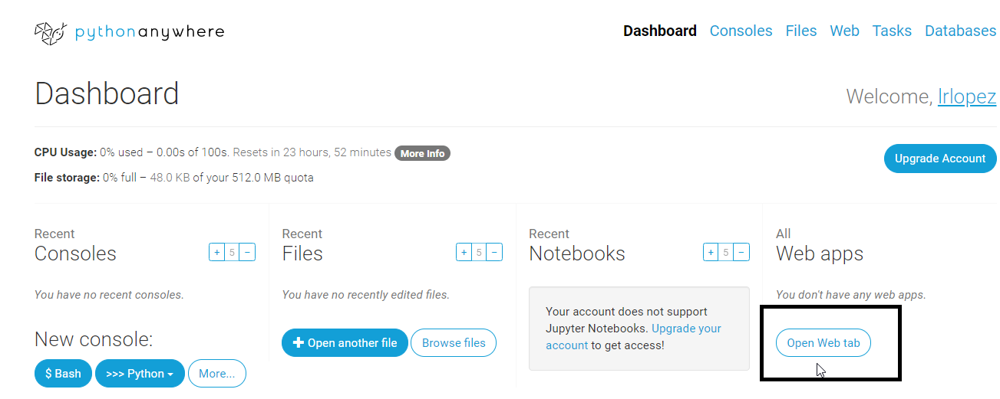 pythonanywhere
Dashboard Consoles Files Web Tasks Databases
Dashboard
Welcome, lrlopez
CPU Usage: 0% used – 0.00s of 100s. Resets in 23 hours, 52 minutes More Info
File storage: 0% full – 48.0 KB of your 512.0 MB quota
Upgrade Account
Recent
Consoles
+ 5 −
You have no recent consoles.
New console:
$ Bash >>> Python More...
Recent
Files
+ 5 −
You have no recently edited files.
+ Open another file Browse files
Recent
Notebooks
+ 5 −
Your account does not support
Jupyter Notebooks. Upgrade your
account to get access!
All
Web apps
You don't have any web apps.
Open Web tab